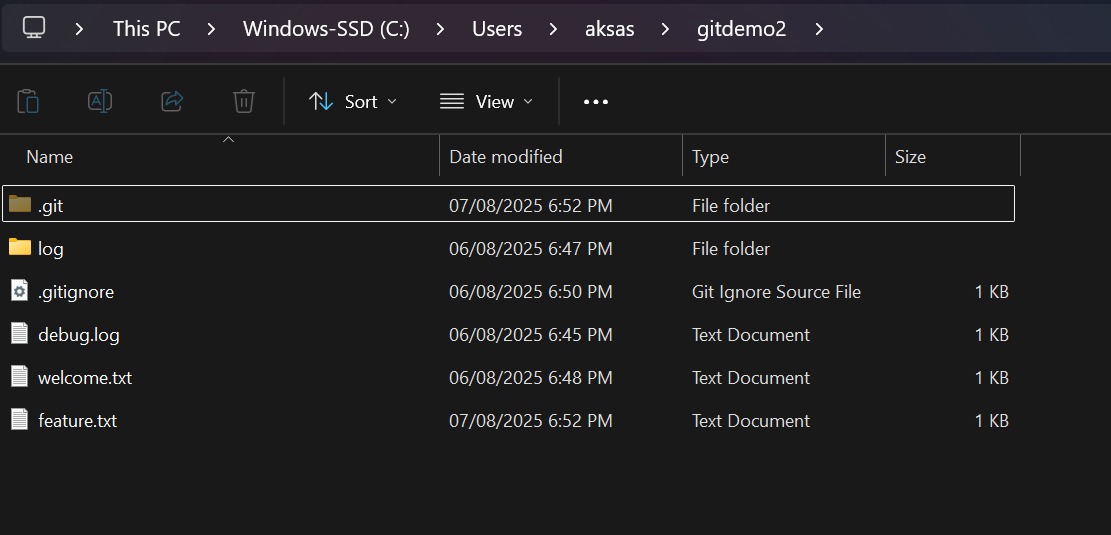 This PC > Windows-SSD (C:) > Users > aksas > gitdemo2 >
Sort View
Name Date modified Type Size
.git 07/08/2025 6:52 PM File folder
log 06/08/2025 6:47 PM File folder
.gitignore 06/08/2025 6:50 PM Git Ignore Source File 1 KB
debug.log 06/08/2025 6:45 PM Text Document 1 KB
welcome.txt 06/08/2025 6:48 PM Text Document 1 KB
feature.txt 07/08/2025 6:52 PM Text Document 1 KB